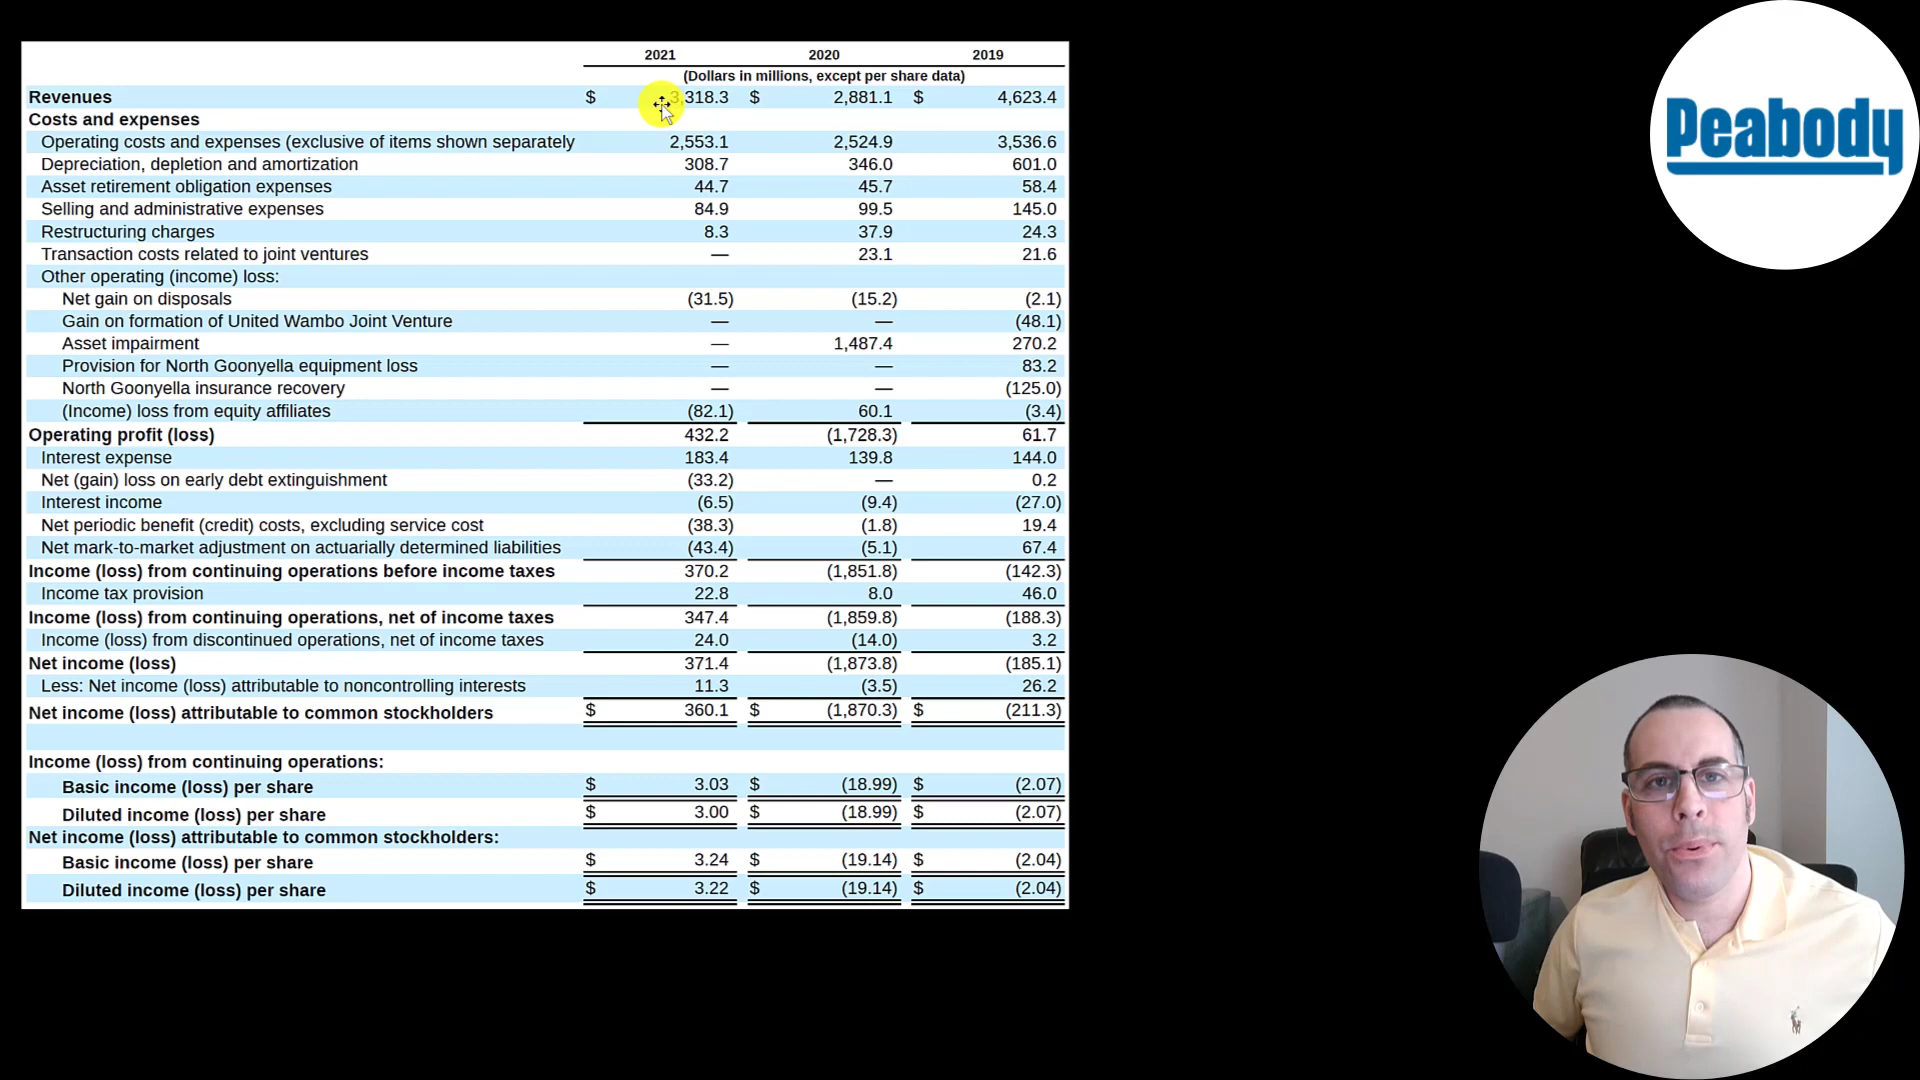 2021 2020 2019
(Dollars in millions, except per share data)
Revenues $ 3,318.3 $ 2,881.1 $ 4,623.4
Costs and expenses
Operating costs and expenses (exclusive of items shown separately 2,553.1 2,524.9 3,536.6
Depreciation, depletion and amortization 308.7 346.0 601.0
Asset retirement obligation expenses 44.7 45.7 58.4
Selling and administrative expenses 84.9 99.5 145.0
Restructuring charges 8.3 37.9 24.3
Transaction costs related to joint ventures — 23.1 21.6
Other operating (income) loss:
Net gain on disposals (31.5) (15.2) (2.1)
Gain on formation of United Wambo Joint Venture — — (48.1)
Asset impairment — 1,487.4 270.2
Provision for North Goonyella equipment loss — — 83.2
North Goonyella insurance recovery — — (125.0)
(Income) loss from equity affiliates (82.1) 60.1 (3.4)
Operating profit (loss) 432.2 (1,728.3) 61.7
Interest expense 183.4 139.8 144.0
Net (gain) loss on early debt extinguishment (33.2) — 0.2
Interest income (6.5) (9.4) (27.0)
Net periodic benefit (credit) costs, excluding service cost (38.3) (1.8) 19.4
Net mark-to-market adjustment on actuarially determined liabilities (43.4) (5.1) 67.4
Income (loss) from continuing operations before income taxes 370.2 (1,851.8) (142.3)
Income tax provision 22.8 8.0 46.0
Income (loss) from continuing operations, net of income taxes 347.4 (1,859.8) (188.3)
Income (loss) from discontinued operations, net of income taxes 24.0 (14.0) 3.2
Net income (loss) 371.4 (1,873.8) (185.1)
Less: Net income (loss) attributable to noncontrolling interests 11.3 (3.5) 26.2
Net income (loss) attributable to common stockholders $ 360.1 $ (1,870.3) $ (211.3)
Income (loss) from continuing operations:
Basic income (loss) per share $ 3.03 $ (18.99) $ (2.07)
Diluted income (loss) per share $ 3.00 $ (18.99) $ (2.07)
Net income (loss) attributable to common stockholders:
Basic income (loss) per share $ 3.24 $ (19.14) $ (2.04)
Diluted income (loss) per share $ 3.22 $ (19.14) $ (2.04)
Peabody